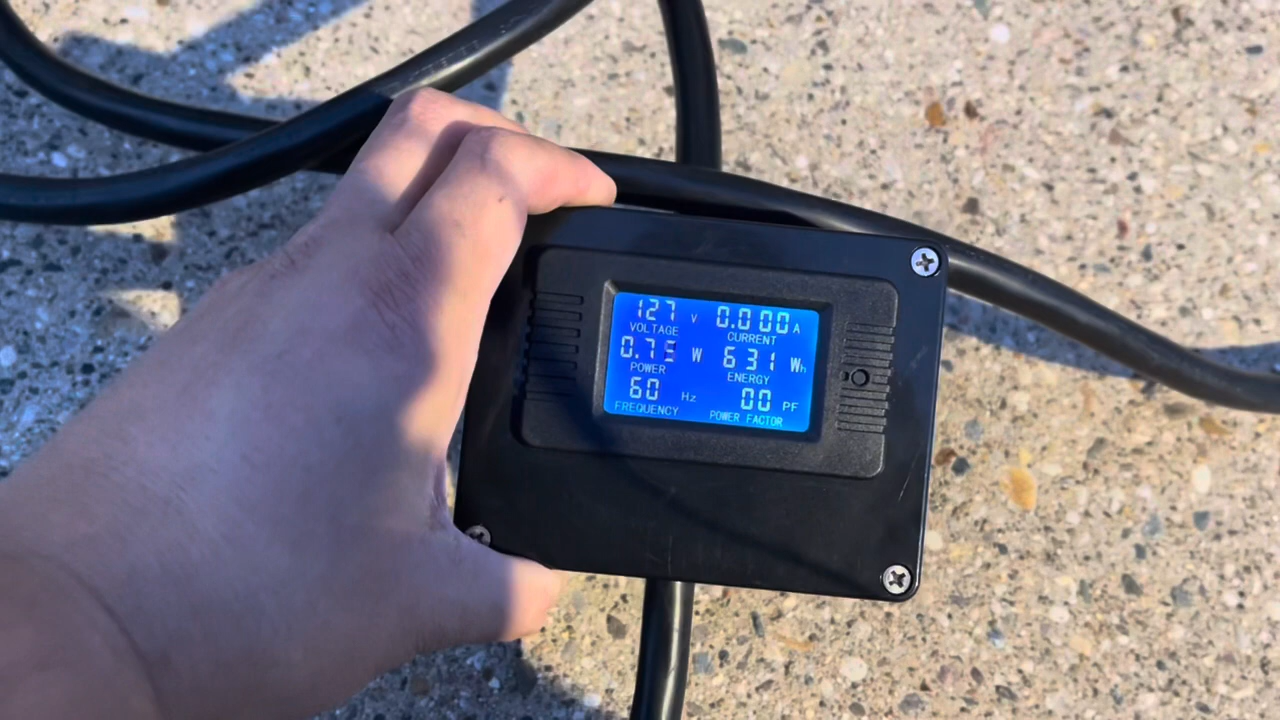 127 V 0.000 A
VOLTAGE CURRENT
0.75 W 631 Wh
POWER ENERGY
60 Hz 00 PF
FREQUENCY POWER FACTOR